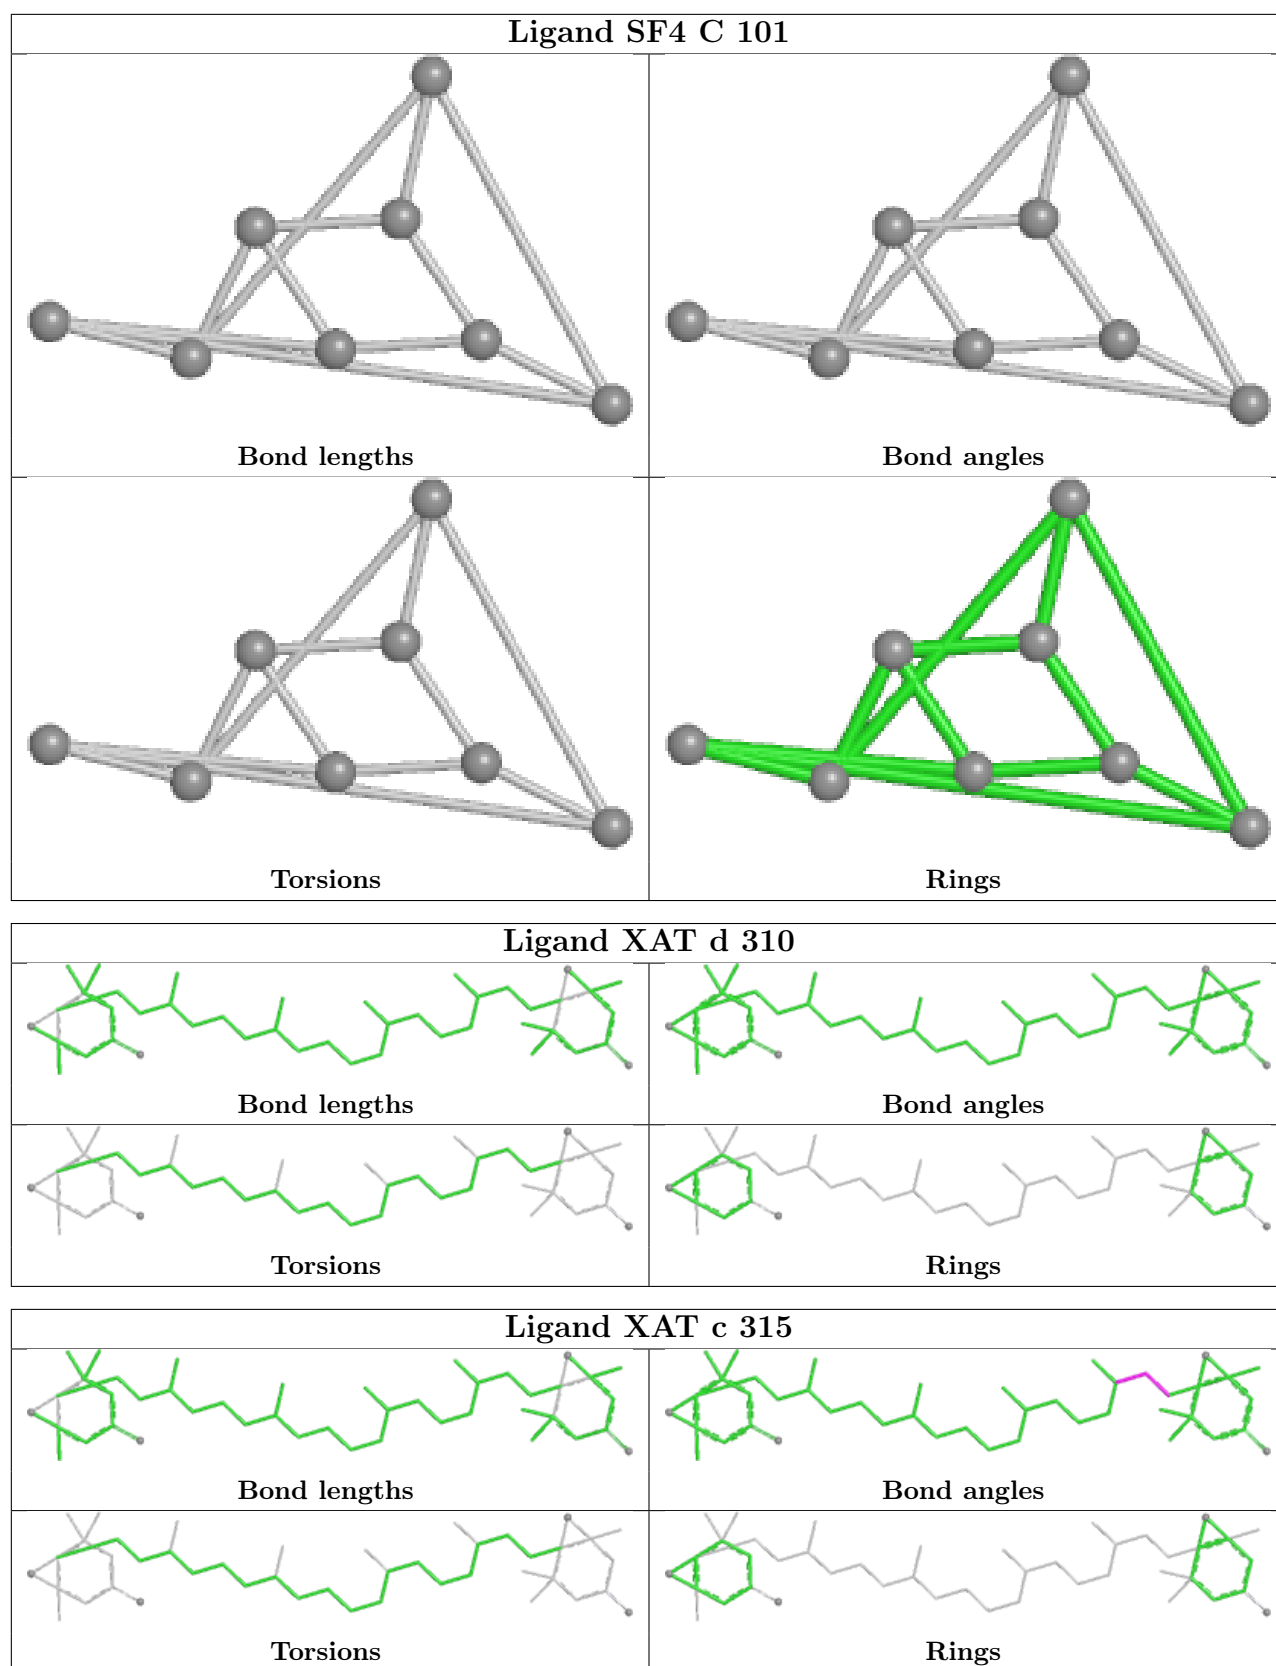 Ligand SF4 C 101
Bond lengths
Bond angles
Torsions
Rings
Ligand XAT d 310
Bond lengths
Bond angles
Torsions
Rings
Ligand XAT c 315
Bond lengths
Bond angles
Torsions
Rings